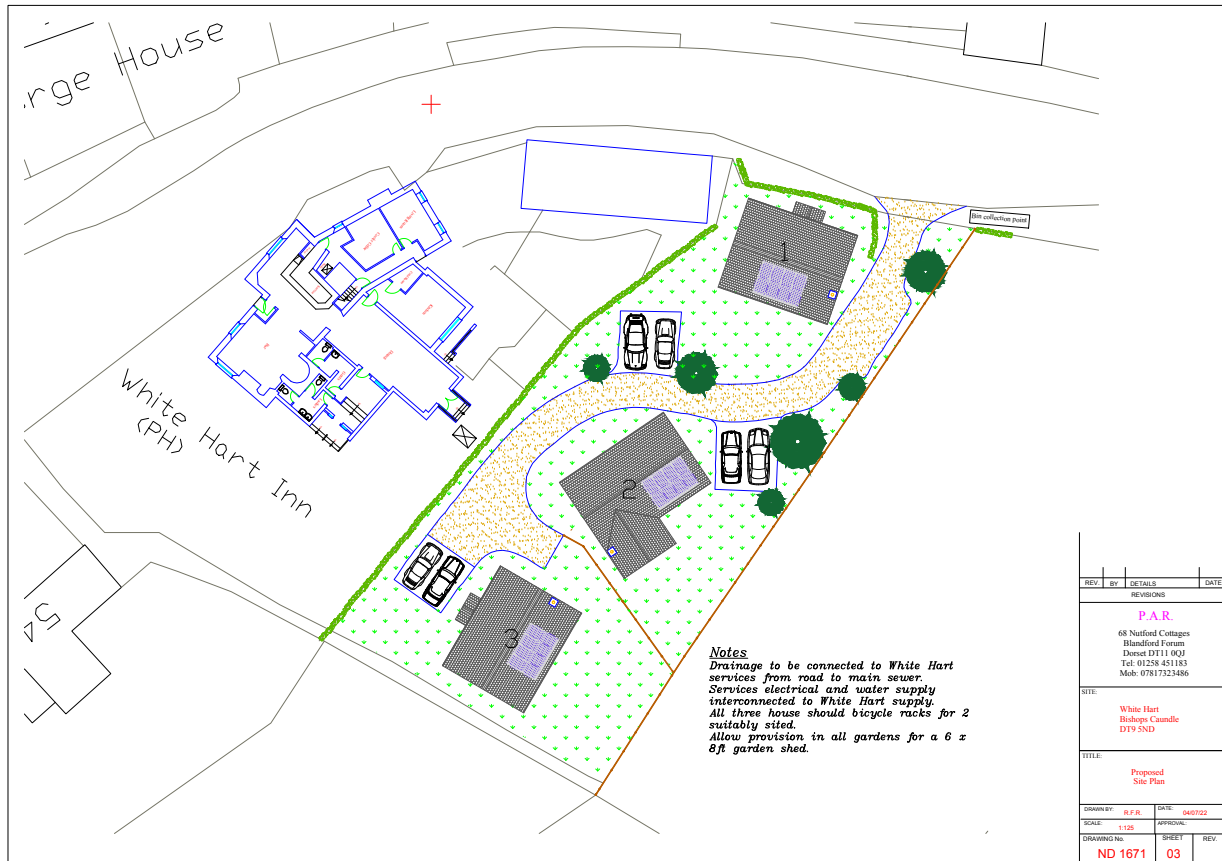 rge House
White Hart Inn
(PH)
54
1
2
3
Bin collection Point
Notes
Drainage to be connected to White Hart
services from road to main sewer.
Services electrical and water supply
interconnected to White Hart supply.
All three house should bicycle racks for 2
suitably sited.
Allow provision in all gardens for a 6 x
8ft garden shed.
REV. BY DETAILS DATE
REVISIONS
P.A.R.
68 Nutford Cottages
Blandford Forum
Dorset DT11 0QJ
Tel: 01258 451183
Mob: 07817323486
SITE:
White Hart
Bishops Caundle
DT9 5ND
TITLE:
Proposed
Site Plan
DRAWN BY: R.F.R. DATE: 04/07/22
SCALE: 1:125 APPROVAL:
DRAWING No. SHEET REV.
ND 1671 03